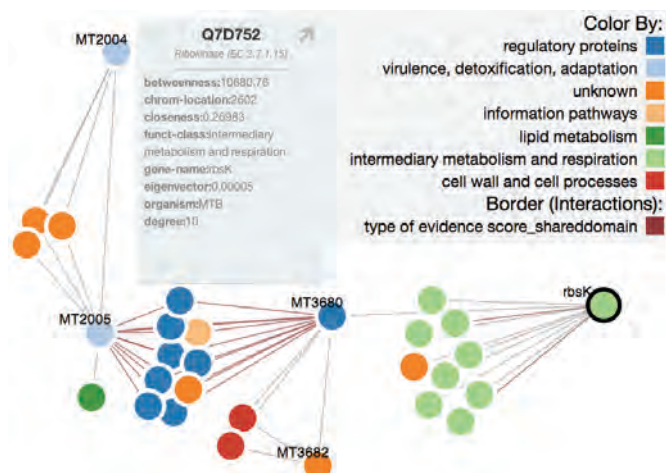 MT2004
Q7D752
Ribokinase (EC 2.7.1.15)
betweenness:10680.76
chrom-location:2602
closeness:0.26983
funct-class:intermediary
metabolism and respiration
gene-name:rbsK
eigenvector:0.00005
organism:MTB
degree:10
Color By:
regulatory proteins
virulence, detoxification, adaptation
unknown
information pathways
lipid metabolism
intermediary metabolism and respiration
cell wall and cell processes
Border (Interactions):
type of evidence score_shareddomain
MT2005
MT3680
rbsK
MT3682